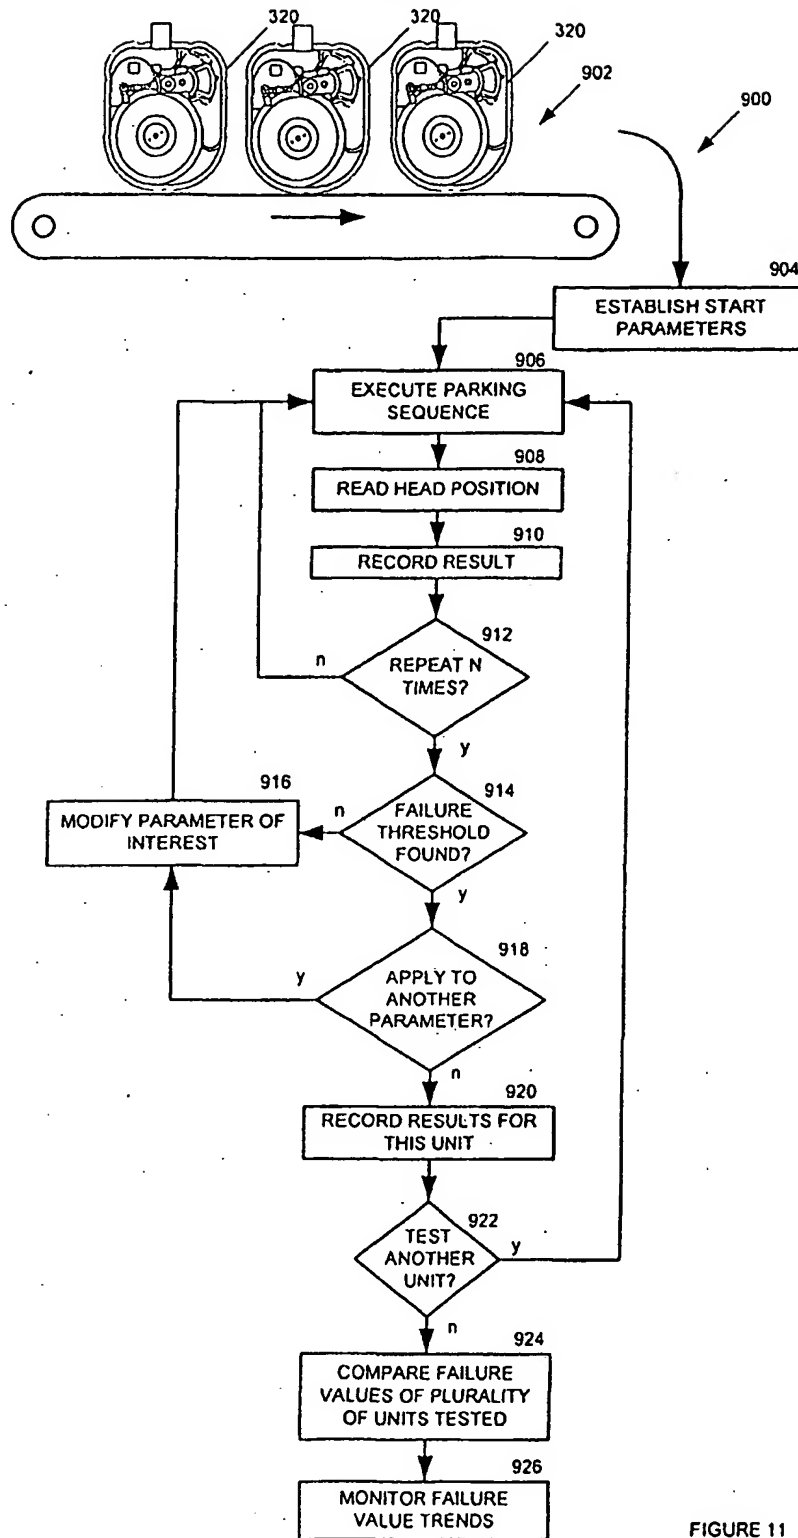 320
320
320
902
900
904
ESTABLISH START
PARAMETERS
906
EXECUTE PARKING
SEQUENCE
908
READ HEAD POSITION
910
RECORD RESULT
912
n
REPEAT N
TIMES?
y
916
914
MODIFY PARAMETER OF
INTEREST
n
FAILURE
THRESHOLD
FOUND?
y
918
y
APPLY TO
ANOTHER
PARAMETER?
n
920
RECORD RESULTS FOR
THIS UNIT
922
TEST
ANOTHER
UNIT?
y
n
924
COMPARE FAILURE
VALUES OF PLURALITY
OF UNITS TESTED
926
MONITOR FAILURE
VALUE TRENDS
FIGURE 11